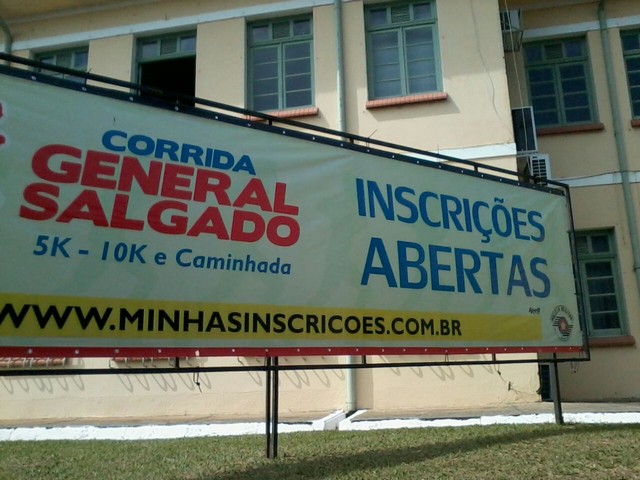 CORRIDA
GENERAL
SALGADO
5K - 10K e Caminhada
INSCRIÇÕES
ABERTAS
WWW.MINHASINSCRICOES.COM.BR